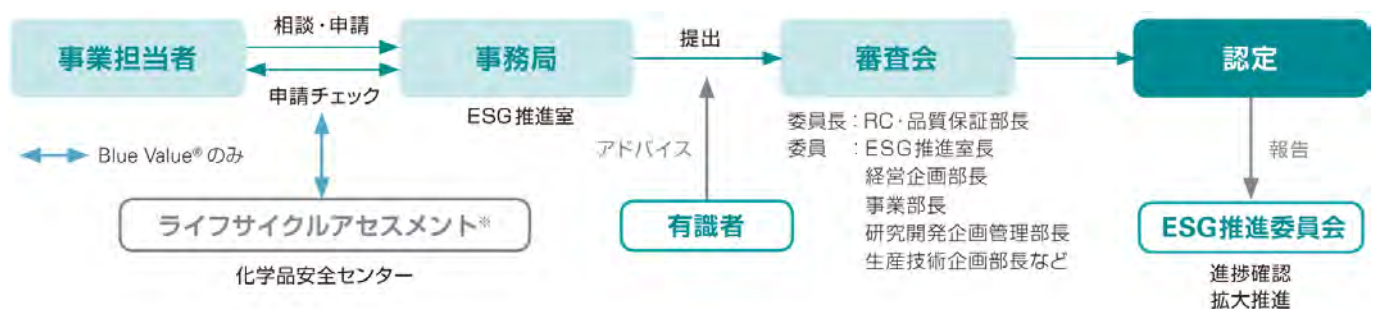 相談・申請
事業担当者
申請チェック
事務局
ESG推進室
提出
審査会
認定
委員長：RC・品質保証部長
委員　：ESG推進室長
経営企画部長
事業部長
研究開発企画管理部長
生産技術企画部長など
Blue Value®のみ
アドバイス
報告
ライフサイクルアセスメント※
化学品安全センター
有識者
ESG推進委員会
進捗確認
拡大推進